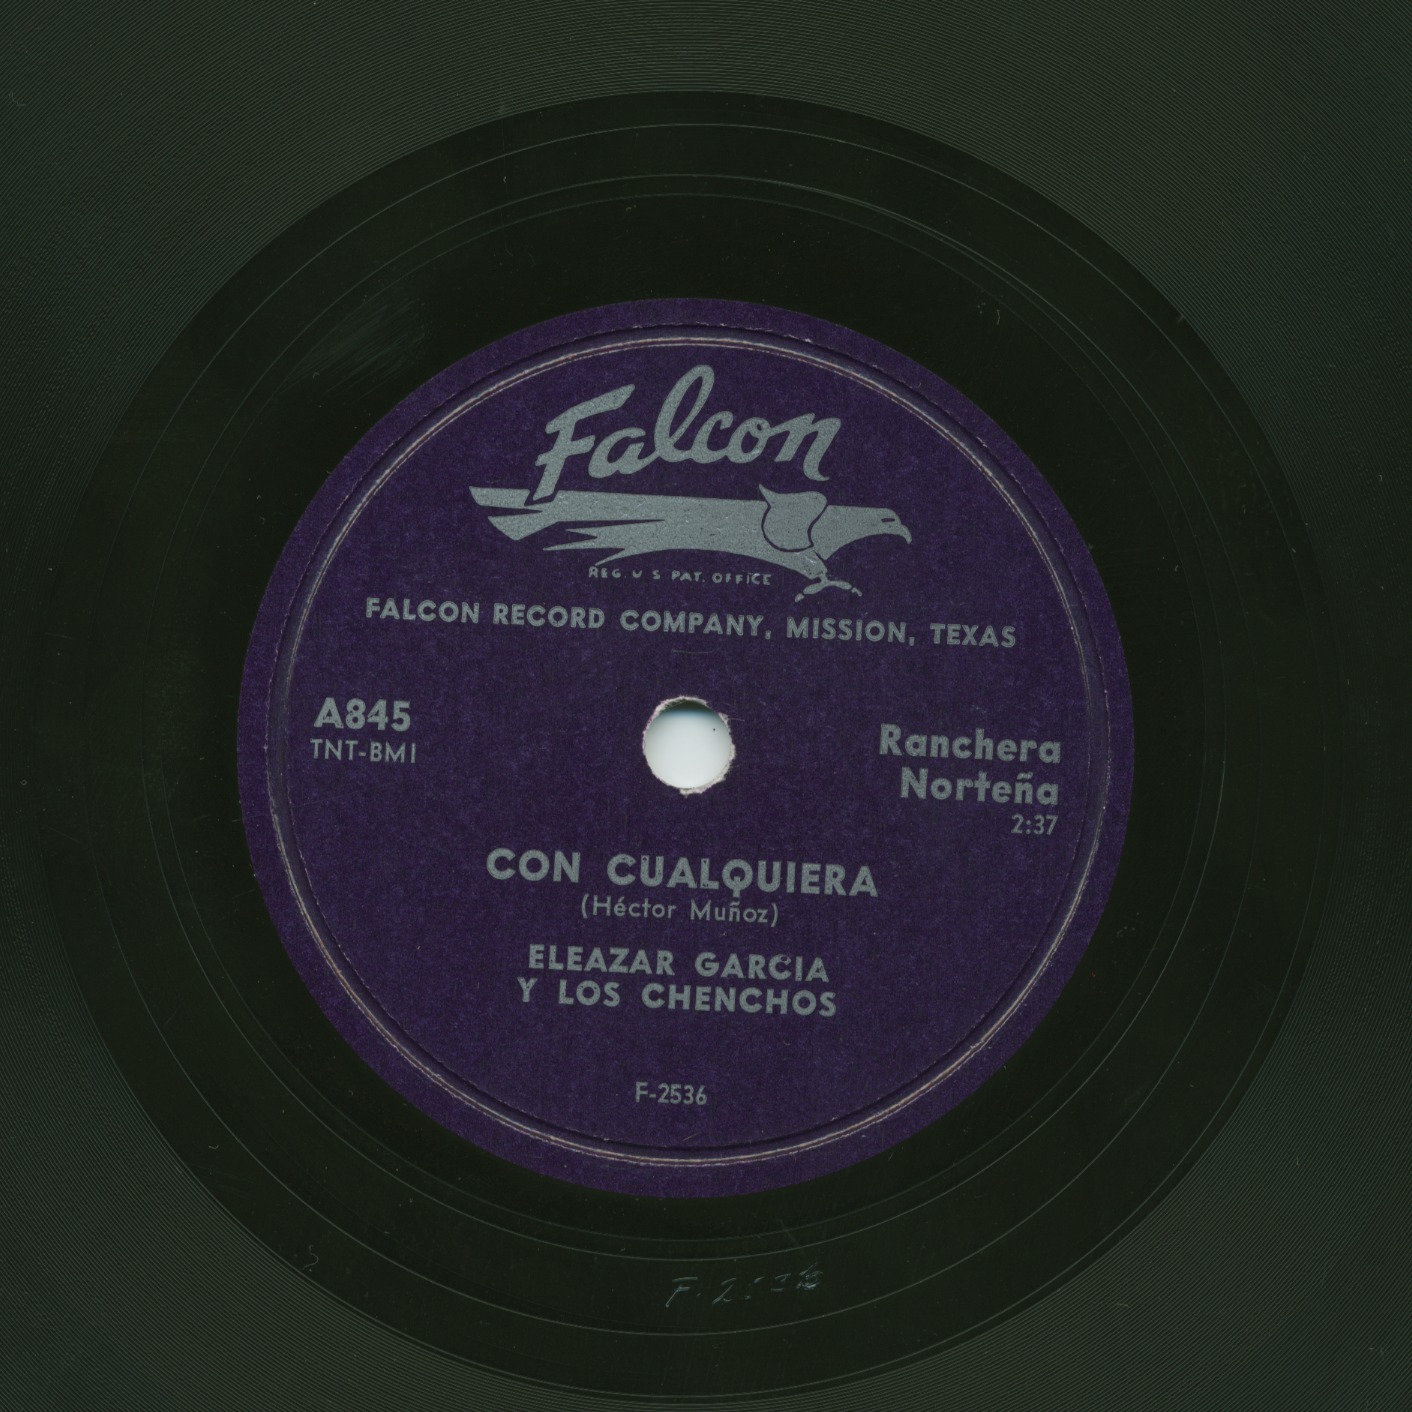 Falcon
REG. U S PAT. OFFICE
FALCON RECORD COMPANY, MISSION, TEXAS
A845
TNT-BMI
Ranchera
Norteña
2:37
CON CUALQUIERA
(Héctor Muñoz)
ELEAZAR GARCIA
Y LOS CHENCHOS
F-2536